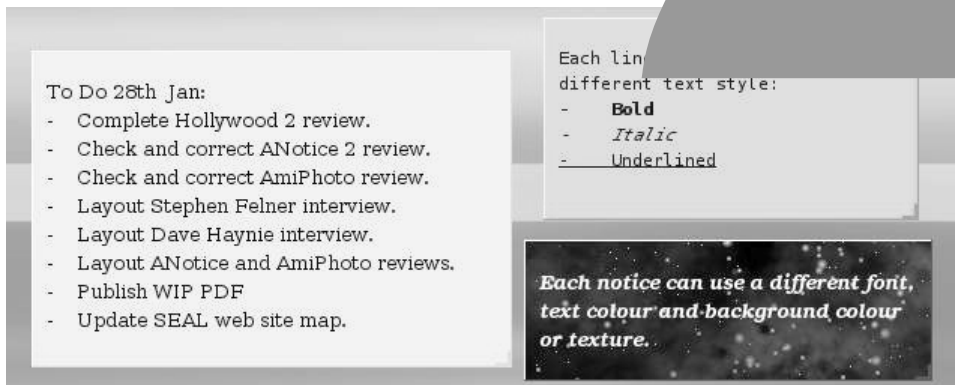 To Do 28th Jan:
- Complete Hollywood 2 review.
- Check and correct ANotice 2 review.
- Check and correct AmiPhoto review.
- Layout Stephen Felner interview.
- Layout Dave Haynie interview.
- Layout ANotice and AmiPhoto reviews.
- Publish WIP PDF
- Update SEAL web site map.
Each
different text style:
- Bold
- Italic
- Underlined
Each notice can use a different font,
text colour and background colour
or texture.